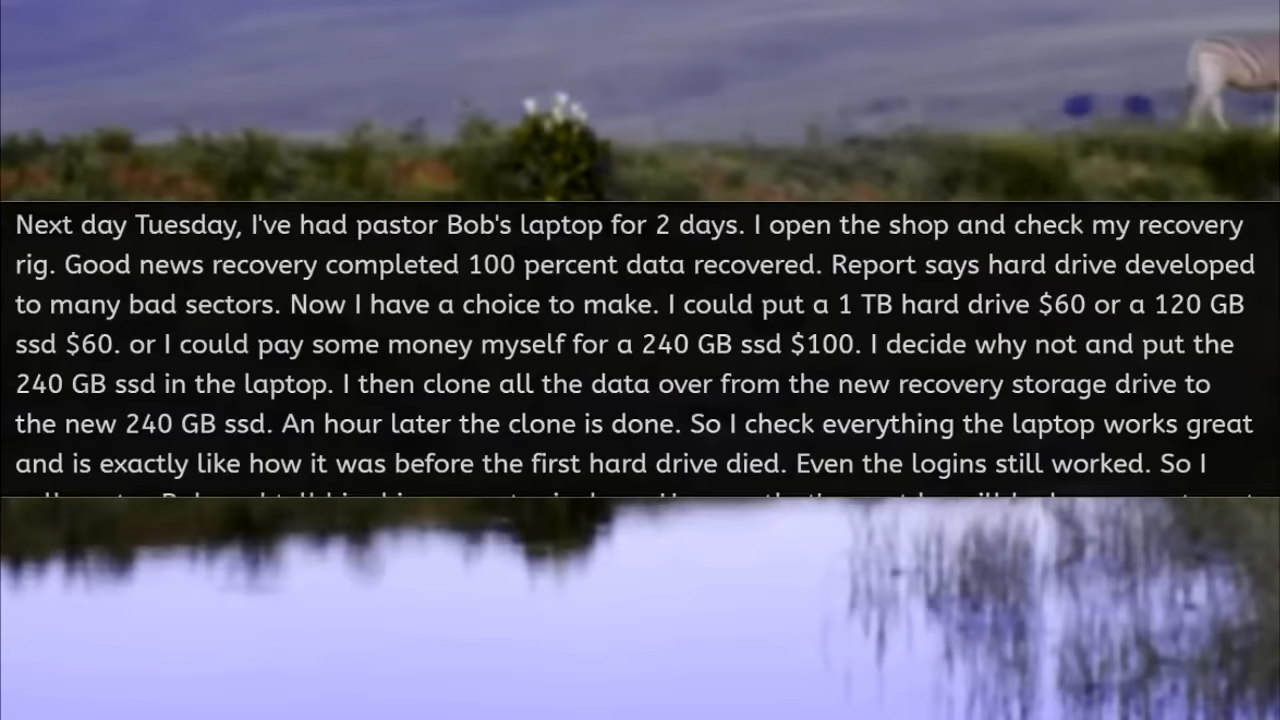 Next day Tuesday, I've had pastor Bob's laptop for 2 days. I open the shop and check my recovery
rig. Good news recovery completed 100 percent data recovered. Report says hard drive developed
to many bad sectors. Now I have a choice to make. I could put a 1 TB hard drive $60 or a 120 GB
ssd $60. or I could pay some money myself for a 240 GB ssd $100. I decide why not and put the
240 GB ssd in the laptop. I then clone all the data over from the new recovery storage drive to
the new 240 GB ssd. An hour later the clone is done. So I check everything the laptop works great
and is exactly like how it was before the first hard drive died. Even the logins still worked. So I